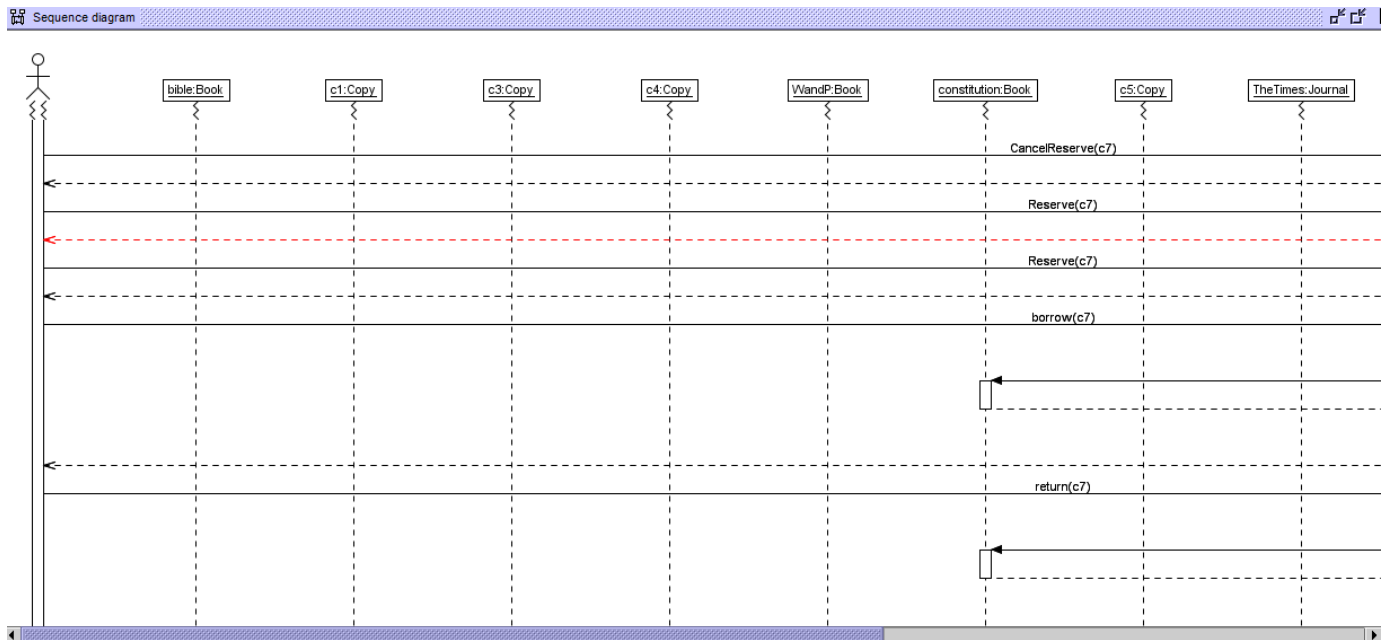 Sequence diagram
bible:Book
c1:Copy
c3:Copy
c4:Copy
WandP:Book
constitution:Book
c5:Copy
TheTimes:Journal
CancelReserve(c7)
Reserve(c7)
Reserve(c7)
borrow(c7)
return(c7)